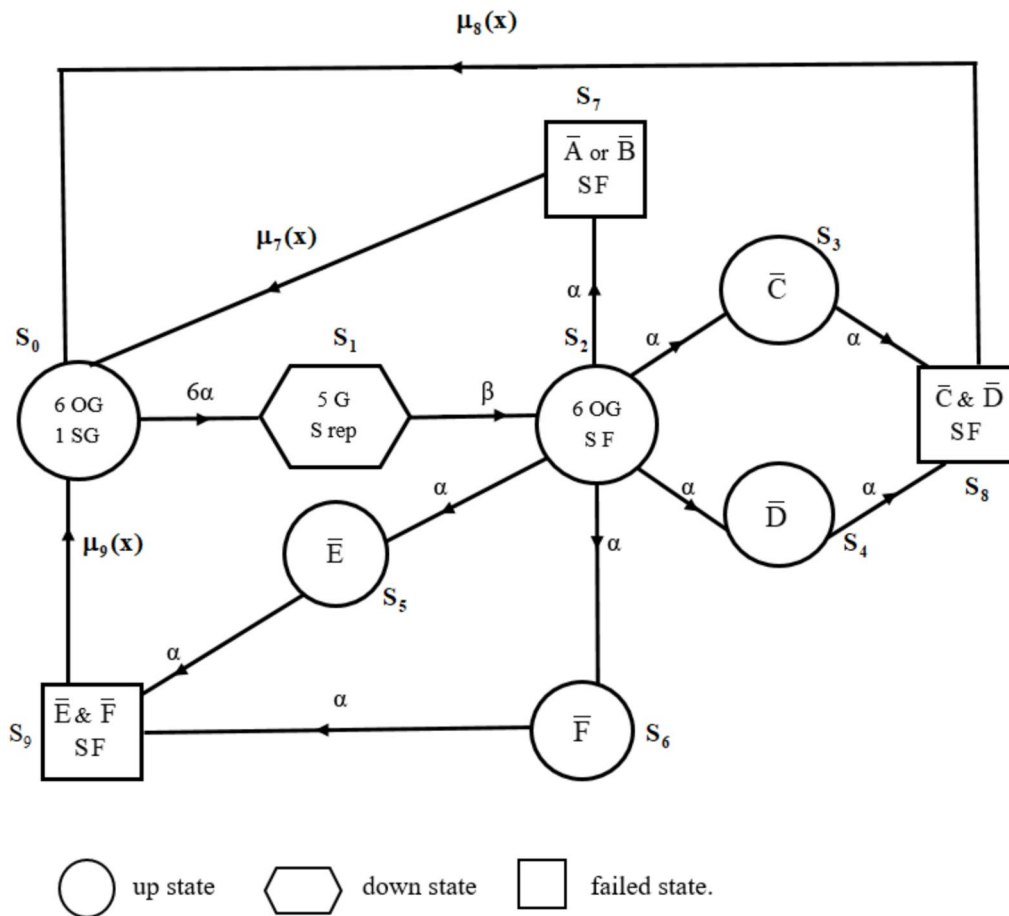 μ₈(x)
S₇
A̅ or B̅
SF
μ₇(x)
S₃
C̅
α
α
α
S₀
S₁
S₂
6 OG
1 SG
6α
5 G
S rep
β
6 OG
S F
C̅ & D̅
SF
S₈
α
α
α
D̅
S₄
μ₉(x)
E̅
S₅
α
α
E̅ & F̅
SF
S₉
α
F̅
S₆
up state
down state
failed state.